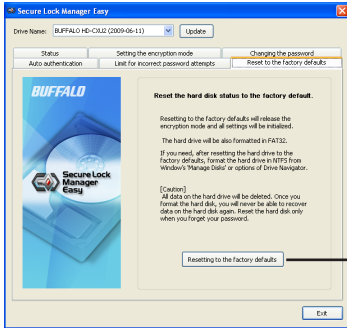 Secure Lock Manager Easy
Drive Name: BUFFALO HD-CXU2 (2009-06-11) Update
Status Setting the encryption mode Changing the password
Auto authentication Limit for incorrect password attempts Reset to the factory defaults
BUFFALO
Secure Lock
Manager
Easy
Reset the hard disk status to the factory default.
Resetting to the factory defaults will release the
encryption mode and all settings will be initialized.
The hard drive will be also formatted in FAT32.
If you need, after resetting the hard drive to the
factory defaults, format the hard drive in NTFS from
Window's 'Manage Disks' or options of Drive Navigator.
[Caution]
All data on the hard drive will be deleted. Once you
format the hard disk, you will never be able to recover
data on the hard disk again. Reset the hard disk only
when you forget your password.
Resetting to the factory defaults
Exit